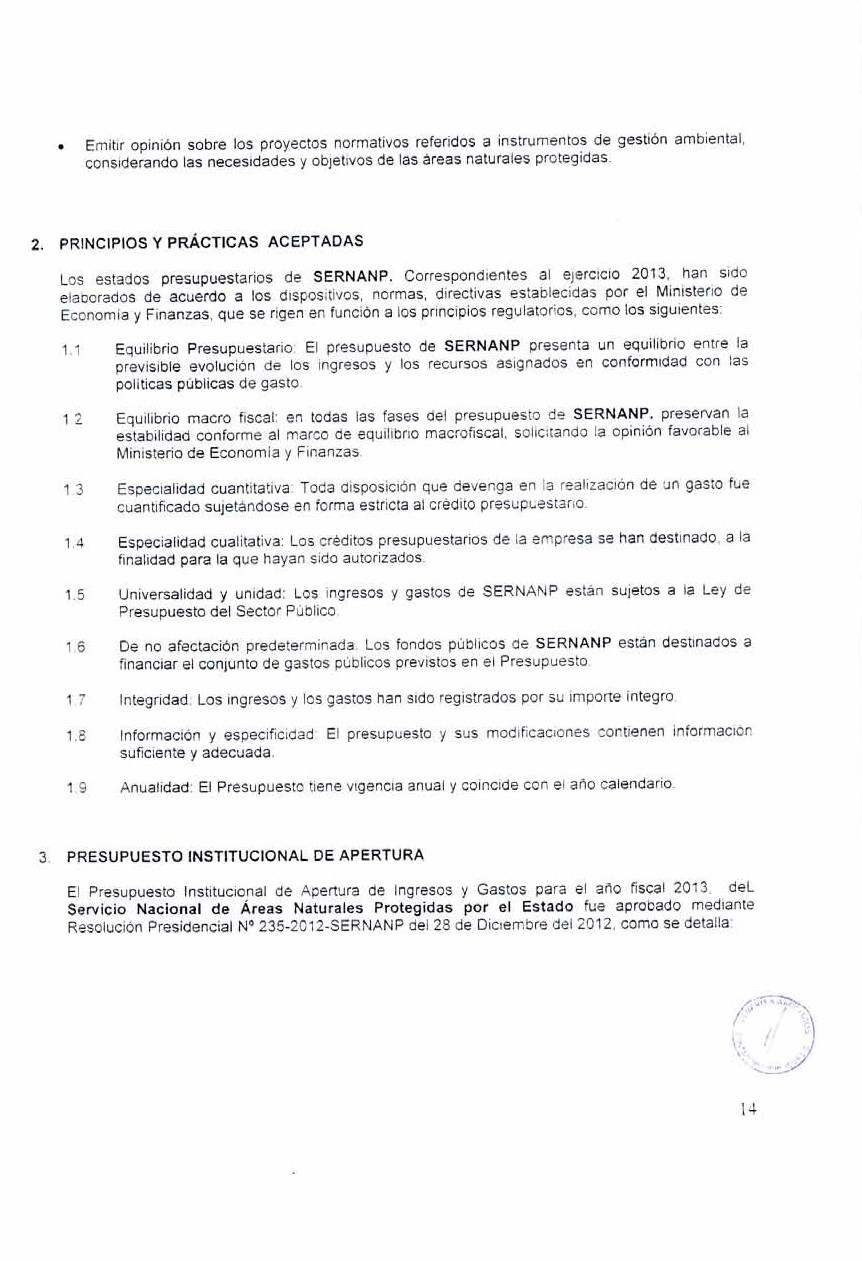 • Emitir opinión sobre los proyectos normativos referidos a instrumentos de gestión ambiental,
considerando las necesidades y objetivos de las áreas naturales protegidas.
2. PRINCIPIOS Y PRÁCTICAS ACEPTADAS
Los estados presupuestarios de SERNANP. Correspondientes al ejercicio 2013, han sido
elaborados de acuerdo a los dispositivos, normas, directivas establecidas por el Ministerio de
Economía y Finanzas, que se rigen en función a los principios regulatorios, como los siguientes:
1.1 Equilibrio Presupuestario: El presupuesto de SERNANP presenta un equilibrio entre la
previsible evolución de los ingresos y los recursos asignados en conformidad con las
políticas públicas de gasto.
1.2 Equilibrio macro fiscal: en todas las fases del presupuesto de SERNANP. preservan la
estabilidad conforme al marco de equilibrio macrofiscal, solicitando la opinión favorable al
Ministerio de Economía y Finanzas.
1.3 Especialidad cuantitativa: Toda disposición que devenga en la realización de un gasto fue
cuantificado sujetándose en forma estricta al crédito presupuestario.
1.4 Especialidad cualitativa: Los créditos presupuestarios de la empresa se han destinado, a la
finalidad para la que hayan sido autorizados.
1.5 Universalidad y unidad: Los ingresos y gastos de SERNANP están sujetos a la Ley de
Presupuesto del Sector Público.
1.6 De no afectación predeterminada: Los fondos públicos de SERNANP están destinados a
financiar el conjunto de gastos públicos previstos en el Presupuesto.
1.7 Integridad: Los ingresos y los gastos han sido registrados por su importe íntegro.
1.8 Información y especificidad: El presupuesto y sus modificaciones contienen información
suficiente y adecuada.
1.9 Anualidad: El Presupuesto tiene vigencia anual y coincide con el año calendario.
3. PRESUPUESTO INSTITUCIONAL DE APERTURA
El Presupuesto Institucional de Apertura de Ingresos y Gastos para el año fiscal 2013, deL
Servicio Nacional de Áreas Naturales Protegidas por el Estado fue aprobado mediante
Resolución Presidencial Nº 235-2012-SERNANP del 28 de Diciembre del 2012, como se detalla:
14